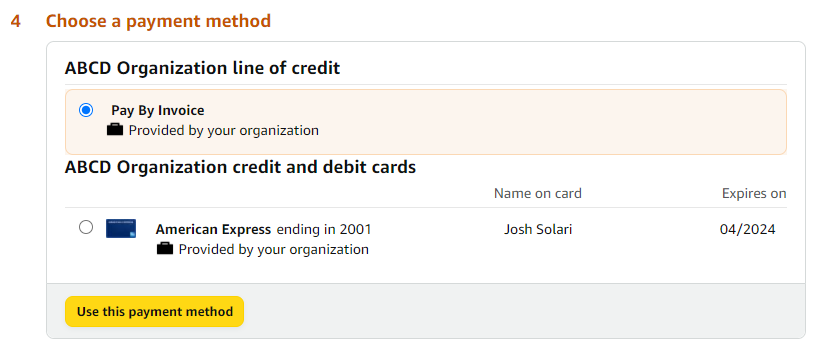 4 Choose a payment method
ABCD Organization line of credit
Pay By Invoice
Provided by your organization
ABCD Organization credit and debit cards
Name on card Expires on
American Express ending in 2001 Josh Solari 04/2024
Provided by your organization
Use this payment method